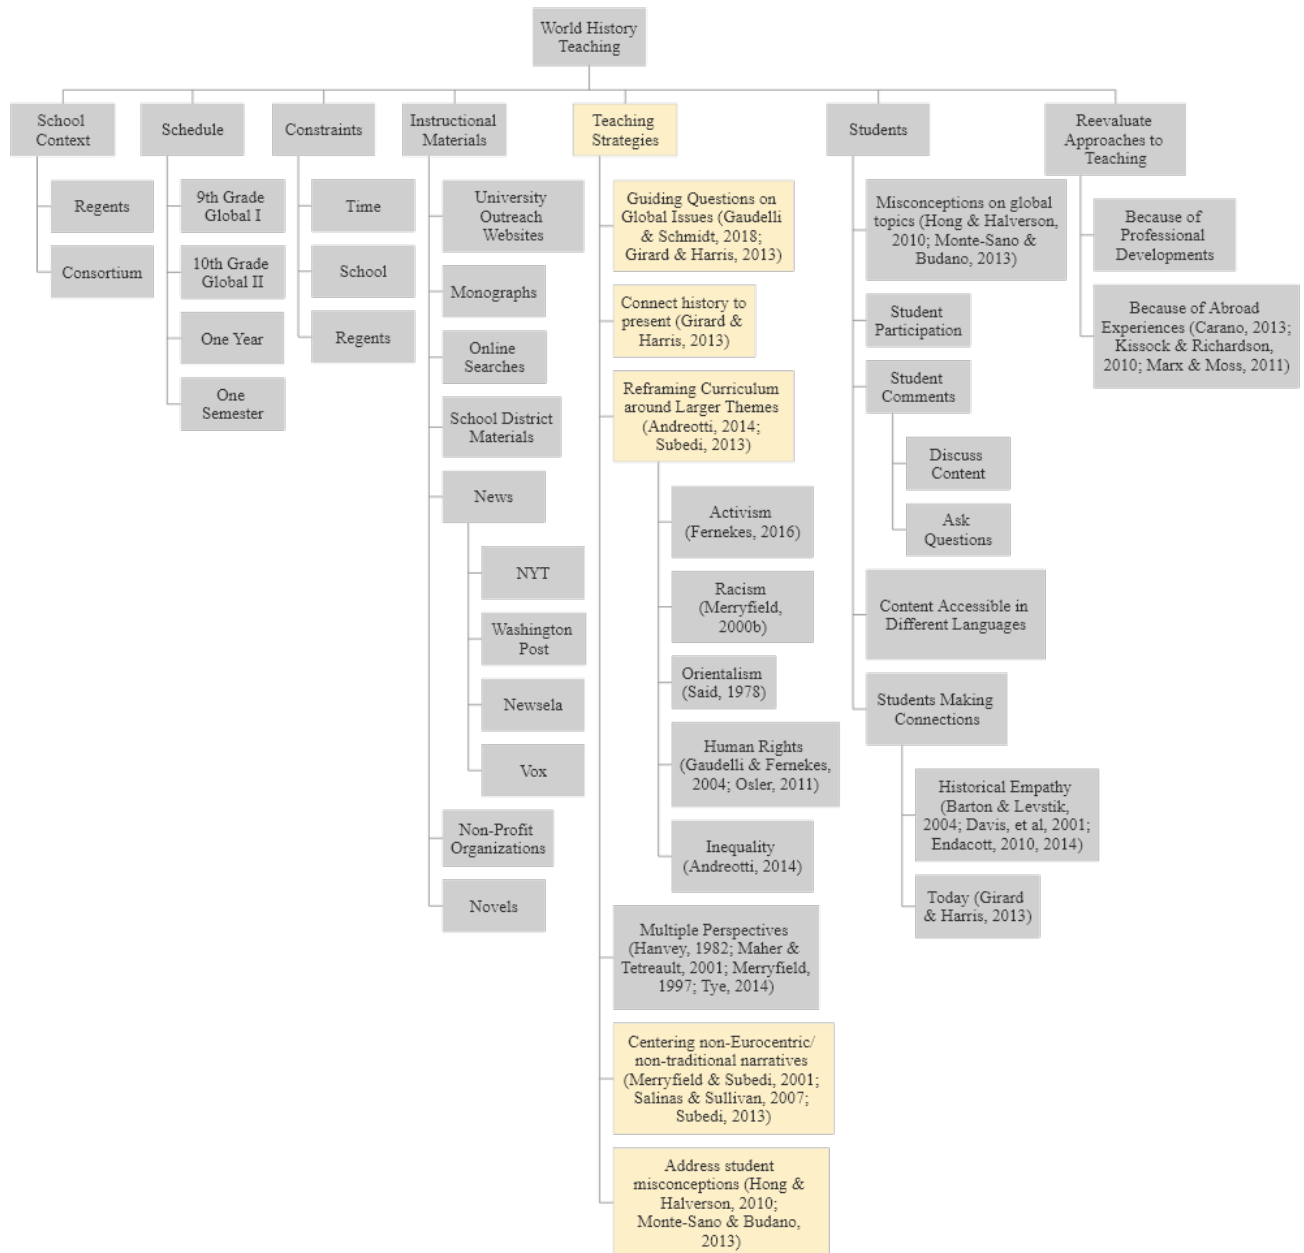 World History
Teaching
School
Context
Regents
Consortium
Schedule
9th Grade
Global I
10th Grade
Global II
One Year
One
Semester
Constraints
Time
School
Regents
Instructional
Materials
University
Outreach
Websites
Monographs
Online
Searches
School District
Materials
News
NYT
Washington
Post
Newsela
Vox
Non-Profit
Organizations
Novels
Teaching
Strategies
Guiding Questions on
Global Issues (Gaudelli
& Schmidt, 2018;
Girard & Harris, 2013)
Connect history to
present (Girard &
Harris, 2013)
Reframing Curriculum
around Larger Themes
(Andreotti, 2014;
Subedi, 2013)
Activism
(Fernekes, 2016)
Racism
(Merryfield,
2000b)
Orientalism
(Said, 1978)
Human Rights
(Gaudelli & Fernekes,
2004; Osler, 2011)
Inequality
(Andreotti, 2014)
Multiple Perspectives
(Hanvey, 1982; Maher &
Tetreault, 2001; Merryfield,
1997; Tye, 2014)
Centering non-Eurocentric/
non-traditional narratives
(Merryfield & Subedi, 2001;
Salinas & Sullivan, 2007;
Subedi, 2013)
Address student
misconceptions (Hong &
Halverson, 2010;
Monte-Sano & Budano,
2013)
Students
Misconceptions on global
topics (Hong & Halverson,
2010; Monte-Sano &
Budano, 2013)
Student
Participation
Student
Comments
Discuss
Content
Ask
Questions
Content Accessible in
Different Languages
Students Making
Connections
Historical Empathy
(Barton & Levstik,
2004; Davis, et al, 2001;
Endacott, 2010, 2014)
Today (Girard
& Harris, 2013)
Reevaluate
Approaches to
Teaching
Because of
Professional
Developments
Because of Abroad
Experiences (Carano, 2013;
Kissock & Richardson,
2010; Marx & Moss, 2011)